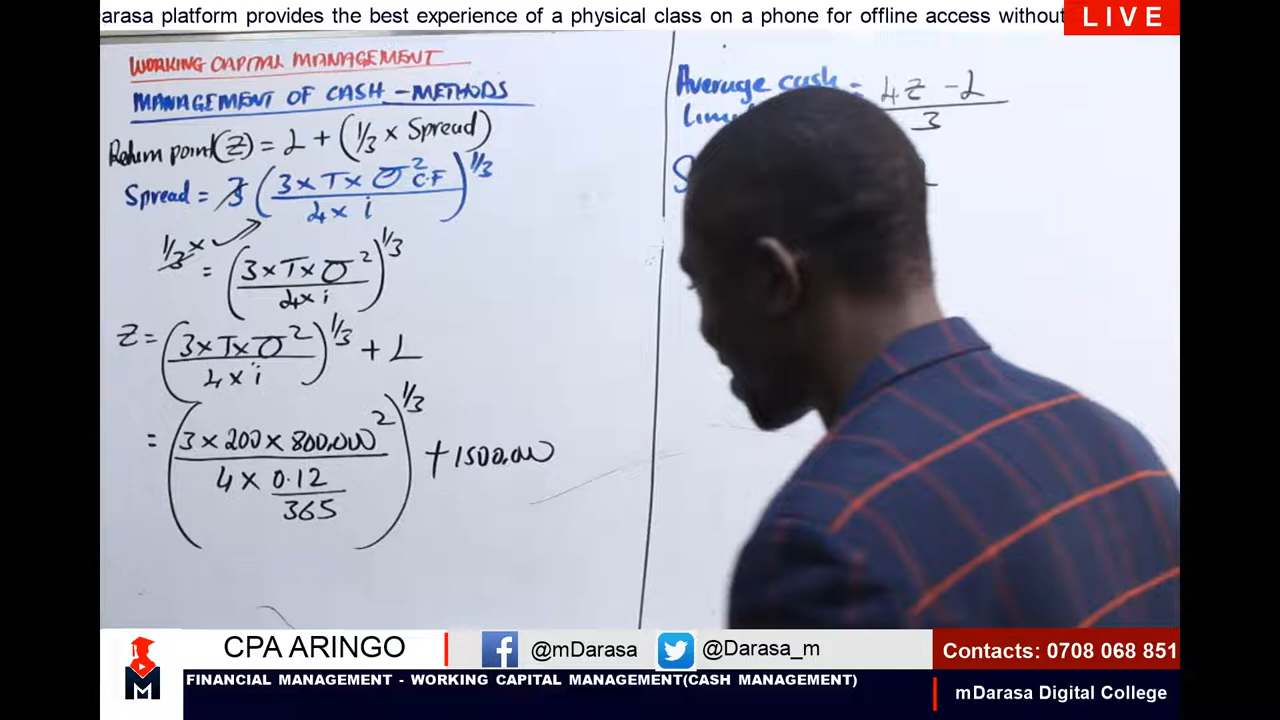 darasa platform provides the best experience of a physical class on a phone for offline access without
LIVE
WORKING CAPITAL MANAGEMENT
MANAGEMENT OF CASH - METHODS
Return point(Z) = L + (1/3 × Spread)
Spread = 3 (3×T×σ² C.F / 4 × i)^1/3
1/3 ×
= (3×T×σ² / 4×i)^1/3
Z = (3×T×σ² / 4×i)^1/3 + L
= (3 × 200 × 800,000² / 4 × 0.12/365)^1/3 + 1500,000
Average cash = 4Z - L / 3
CPA ARINGO
@mDarasa
@Darasa_m
Contacts: 0708 068 851
M
FINANCIAL MANAGEMENT - WORKING CAPITAL MANAGEMENT(CASH MANAGEMENT)
mDarasa Digital College